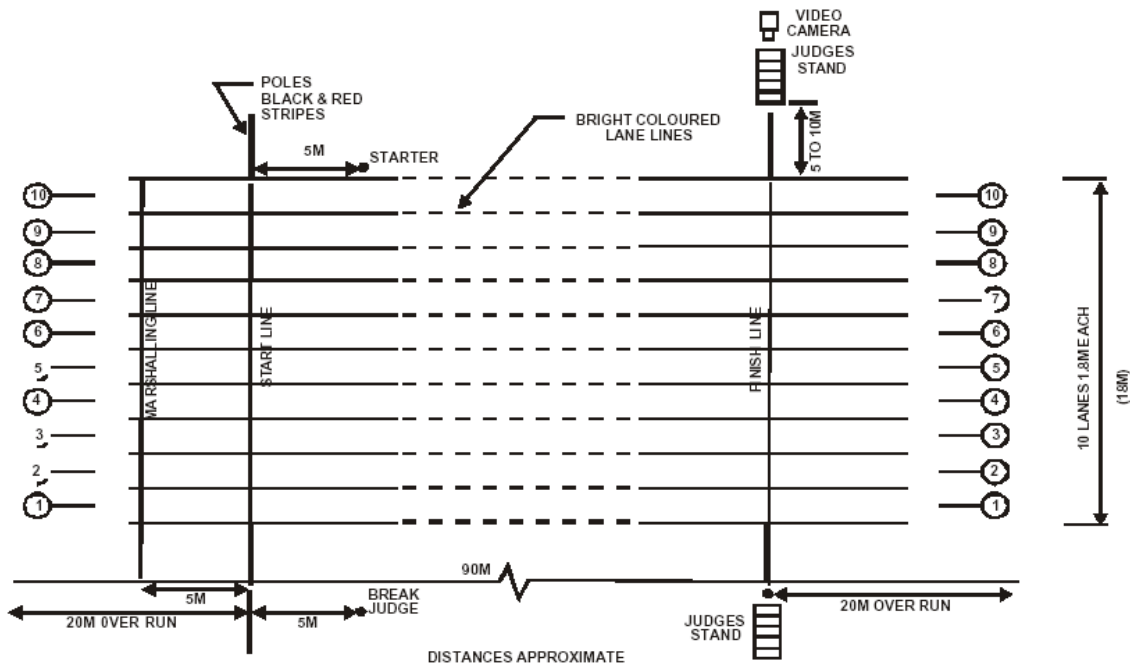 VIDEO
CAMERA
JUDGES
STAND
POLES
BLACK & RED
STRIPES
BRIGHT COLOURED
LANE LINES
5 TO 10M
5M
STARTER
10
9
8
7
6
5
4
3
2
1
MARSHALLING LINE
START LINE
FINISH LINE
10
9
8
7
6
5
4
3
2
1
10 LANES 1.8M EACH
(18M)
90M
5M
BREAK
JUDGE
20M 0VER RUN
5M
20M OVER RUN
JUDGES
STAND
DISTANCES APPROXIMATE